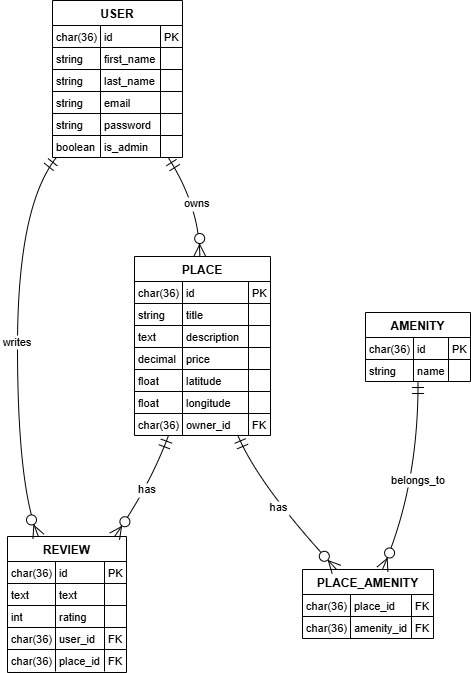 USER
char(36) id PK
string first_name
string last_name
string email
string password
boolean is_admin
owns
writes
PLACE
char(36) id PK
string title
text description
decimal price
float latitude
float longitude
char(36) owner_id FK
AMENITY
char(36) id PK
string name
has
has
belongs_to
REVIEW
char(36) id PK
text text
int rating
char(36) user_id FK
char(36) place_id FK
PLACE_AMENITY
char(36) place_id FK
char(36) amenity_id FK